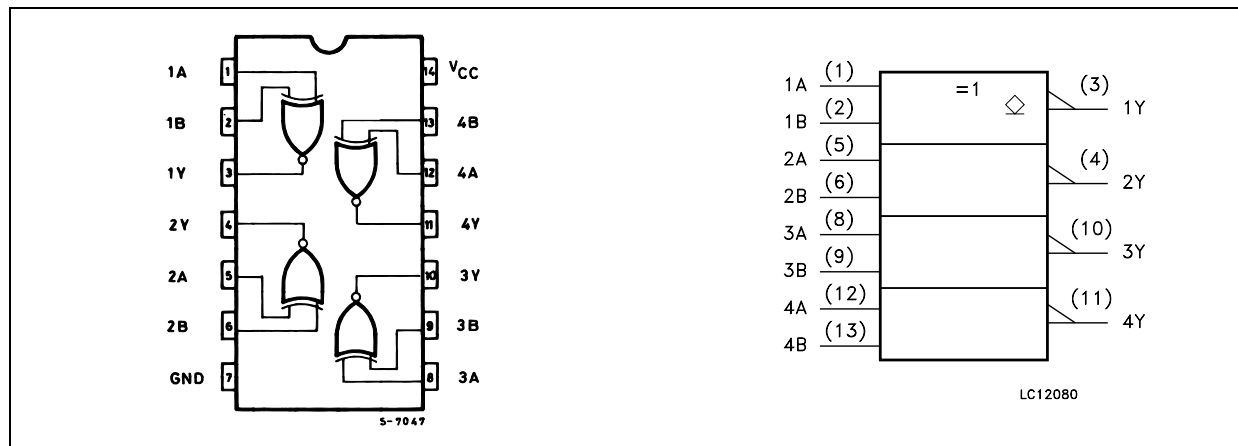 1A 1 14 VCC
1B 2 13 4B
1Y 3 12 4A
2Y 4 11 4Y
2A 5 10 3Y
2B 6 9 3B
GND 7 8 3A
S-7047
=1
1A (1) (3) 1Y
1B (2)
2A (5) (4) 2Y
2B (6)
3A (8) (10) 3Y
3B (9)
4A (12) (11) 4Y
4B (13)
LC12080